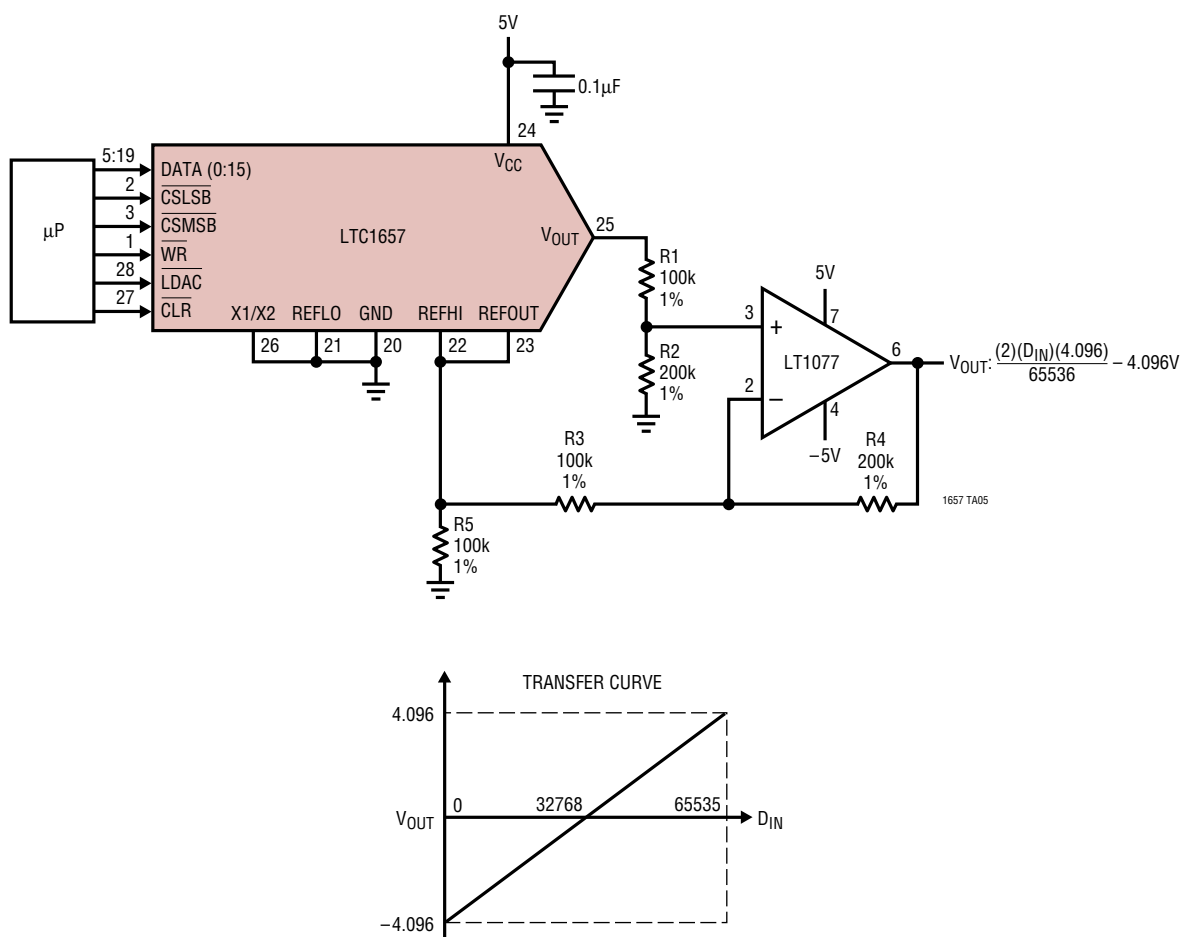 5V
0.1µF
24
VCC
5:19
DATA (0:15)
2
CSLSB
3
CSMSB
1
WR
28
LDAC
27
CLR
µP
LTC1657
VOUT
25
X1/X2 REFLO GND REFHI REFOUT
26 21 20 22 23
R1
100k
1%
R2
200k
1%
5V
3
+
7
LT1077
6
2
−
4
−5V
VOUT: (2)(DIN)(4.096)
65536
− 4.096V
R3
100k
1%
R4
200k
1%
1657 TA05
R5
100k
1%
TRANSFER CURVE
4.096
0 32768 65535
VOUT
DIN
−4.096